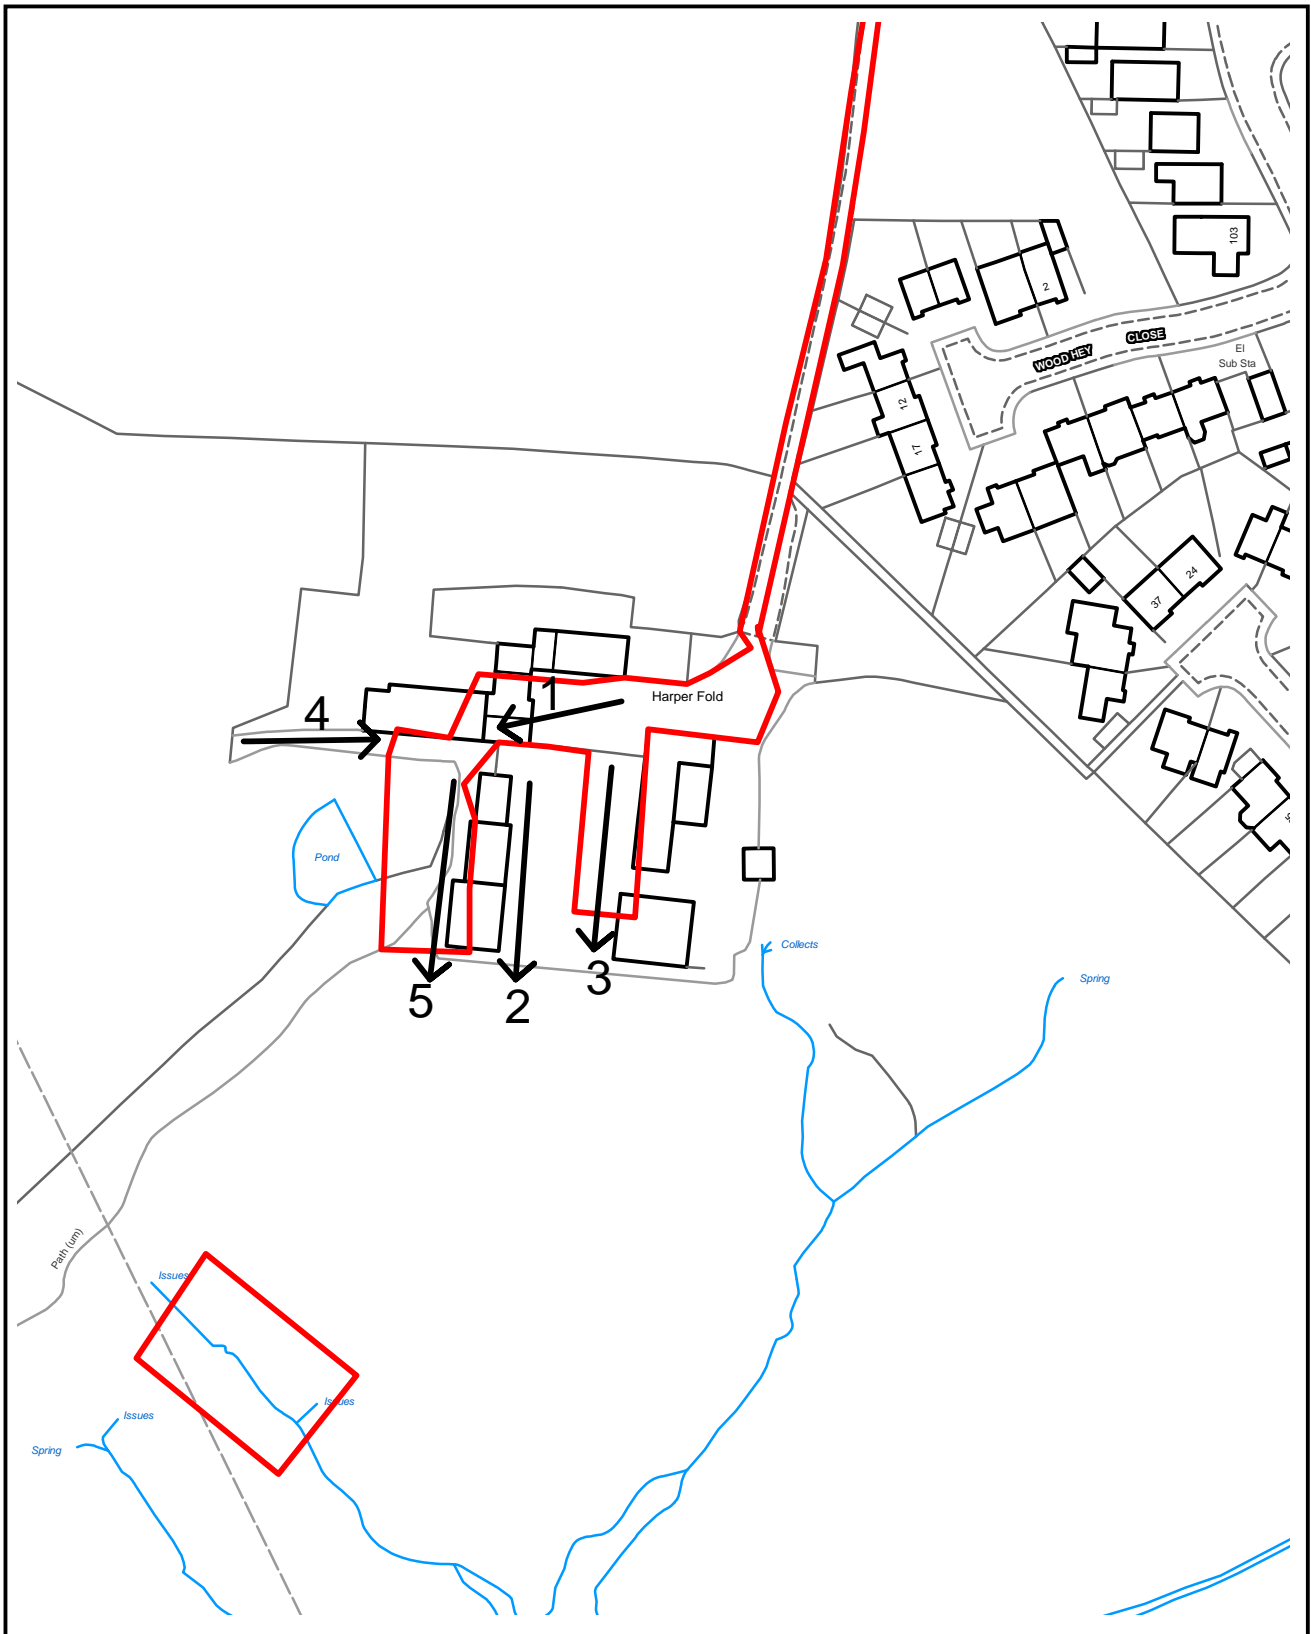 103
2
WOOD HEY CLOSE
El
Sub Sta
12
17
24
37
Harper Fold
1
4
Pond
Collects
Spring
3
5
2
Path (um)
Issues
Issues
Issues
Spring